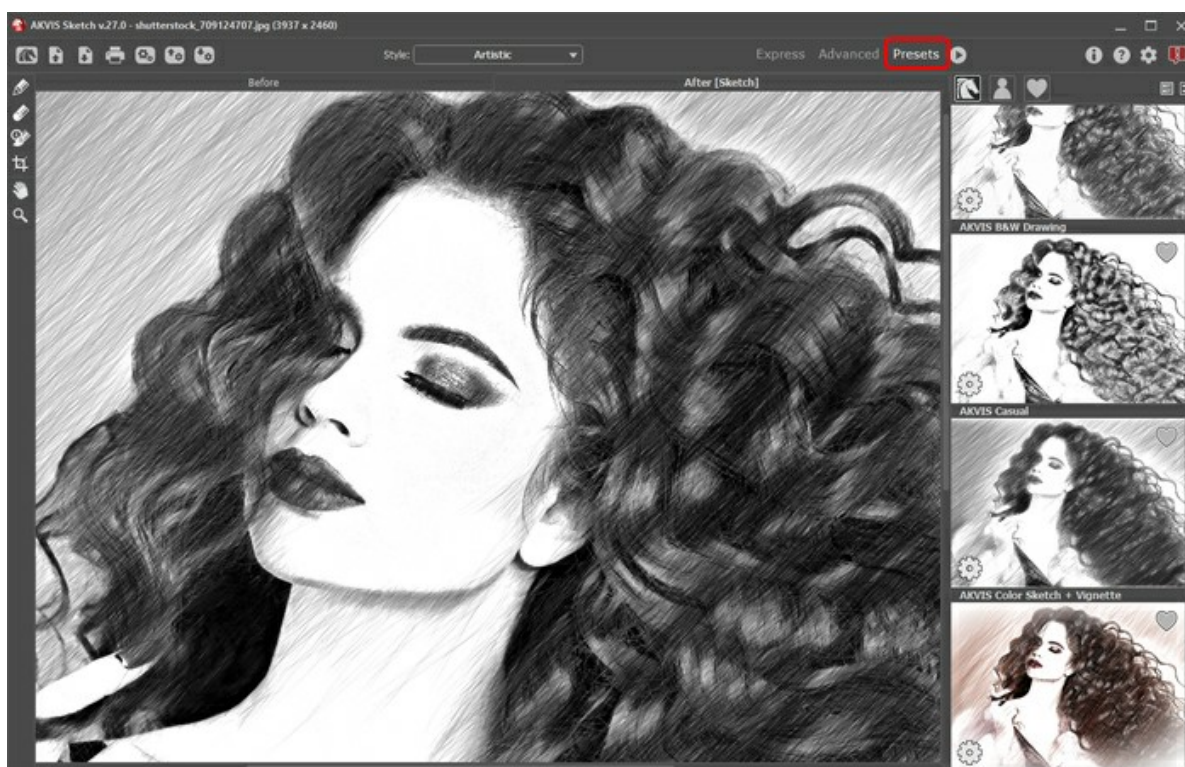 AKVIS Sketch v.27.0 - shutterstock_709124707.jpg (3937 x 2460)
Style: Artistic Express Advanced Presets
Before After [Sketch]
AKVIS B&W Drawing
AKVIS Casual
AKVIS Color Sketch + Vignette